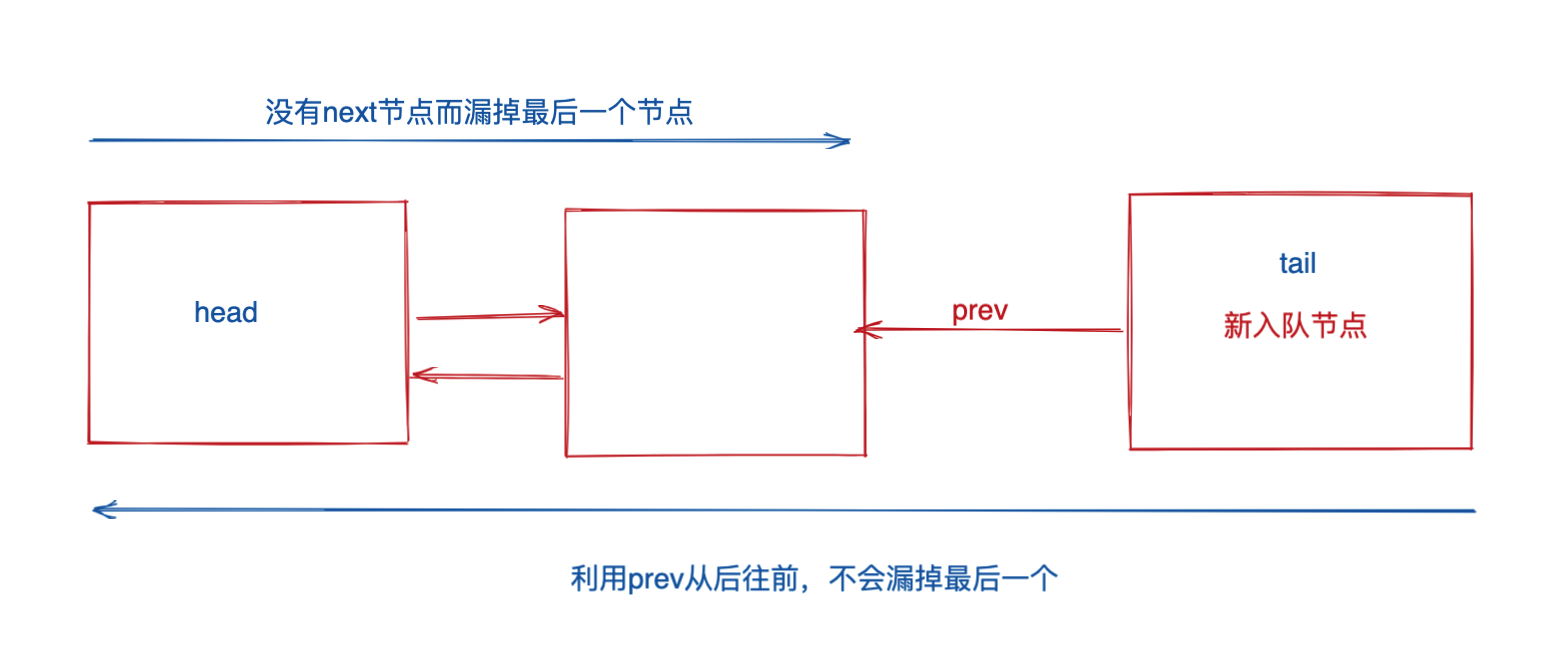 没有next节点而漏掉最后一个节点
head
prev
tail
新入队节点
利用prev从后往前，不会漏掉最后一个